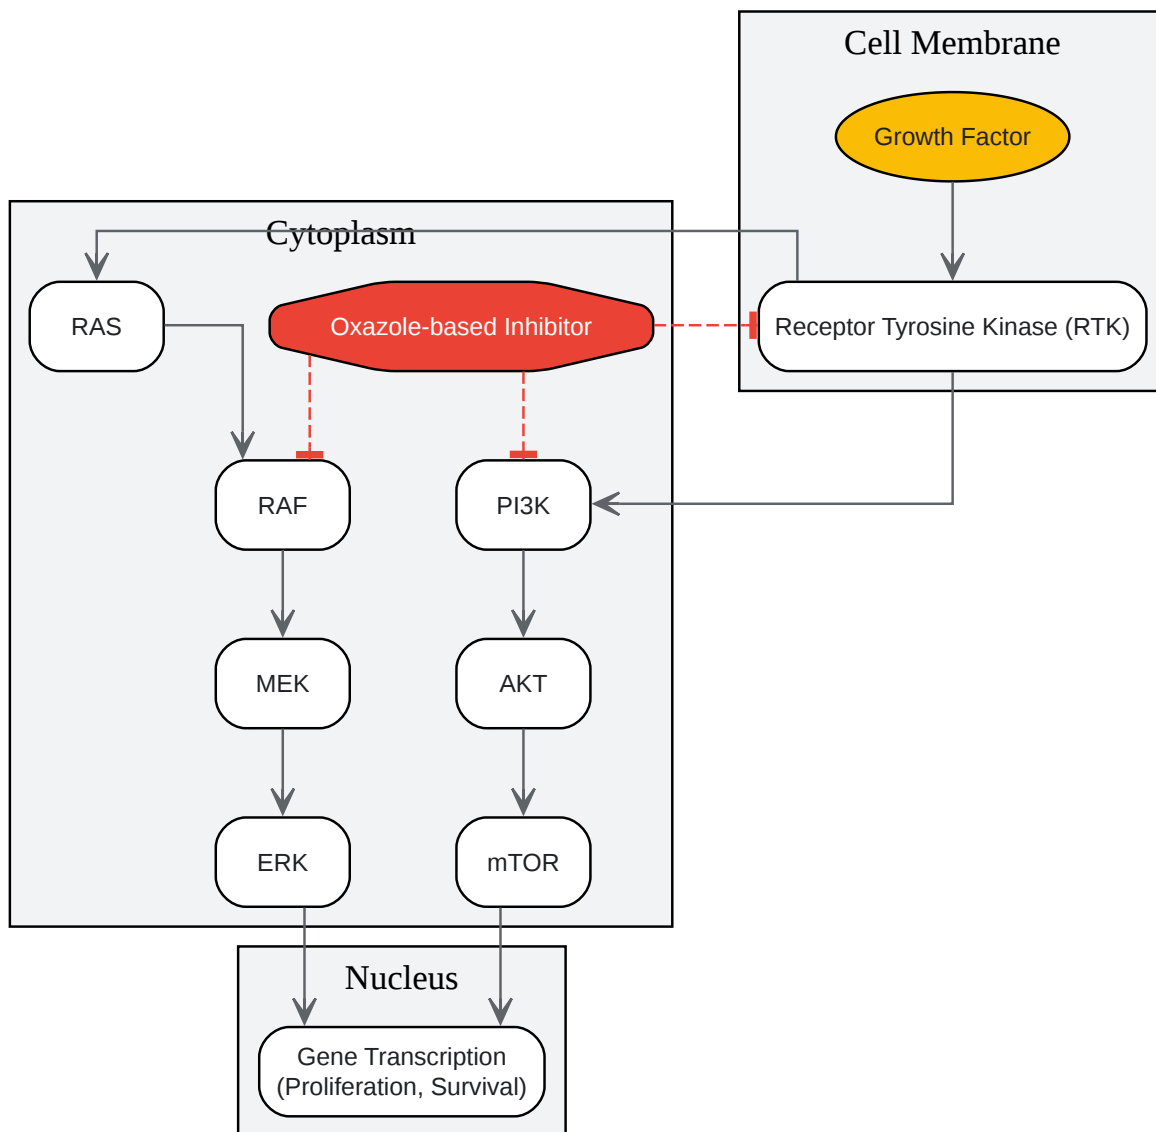 Cell Membrane
Growth Factor
Cytoplasm
RAS
Oxazole-based Inhibitor
Receptor Tyrosine Kinase (RTK)
RAF
PI3K
MEK
AKT
ERK
mTOR
Nucleus
Gene Transcription
(Proliferation, Survival)